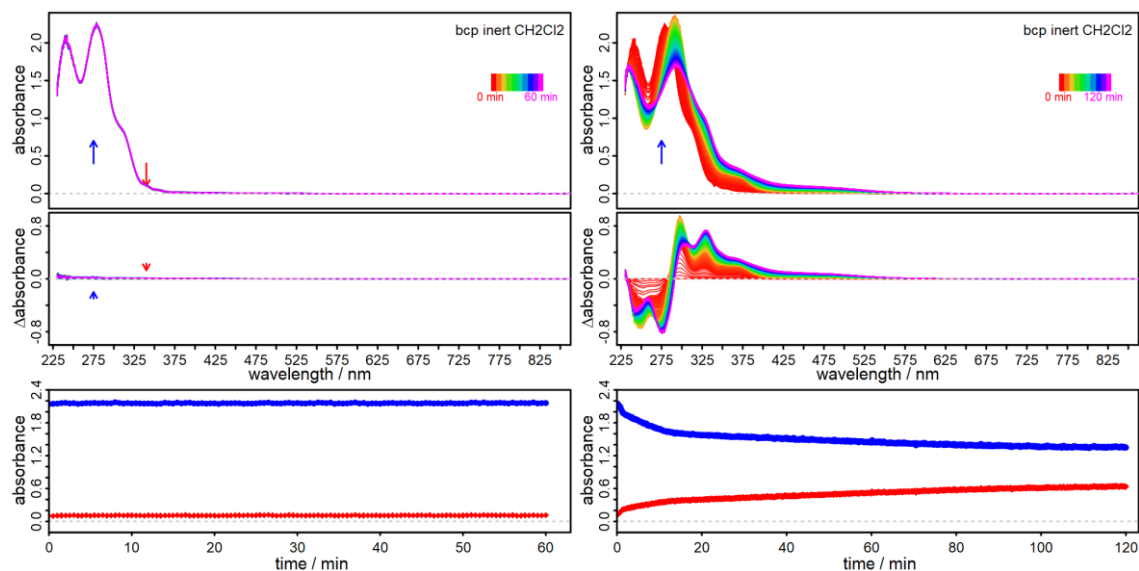 absorbance
0.0 0.5 1.0 1.5 2.0
bcp inert CH2Cl2
0 min 60 min
Δabsorbance
-0.8 0.0 0.8
225 275 325 375 425 475 525 575 625 675 725 775 825
wavelength / nm
absorbance
0.0 0.6 1.2 1.8 2.4
0 10 20 30 40 50 60
time / min
absorbance
0.0 0.5 1.0 1.5 2.0
bcp inert CH2Cl2
0 min 120 min
Δabsorbance
-0.8 0.0 0.8
225 275 325 375 425 475 525 575 625 675 725 775 825
wavelength / nm
absorbance
0.0 0.6 1.2 1.8 2.4
0 20 40 60 80 100 120
time / min